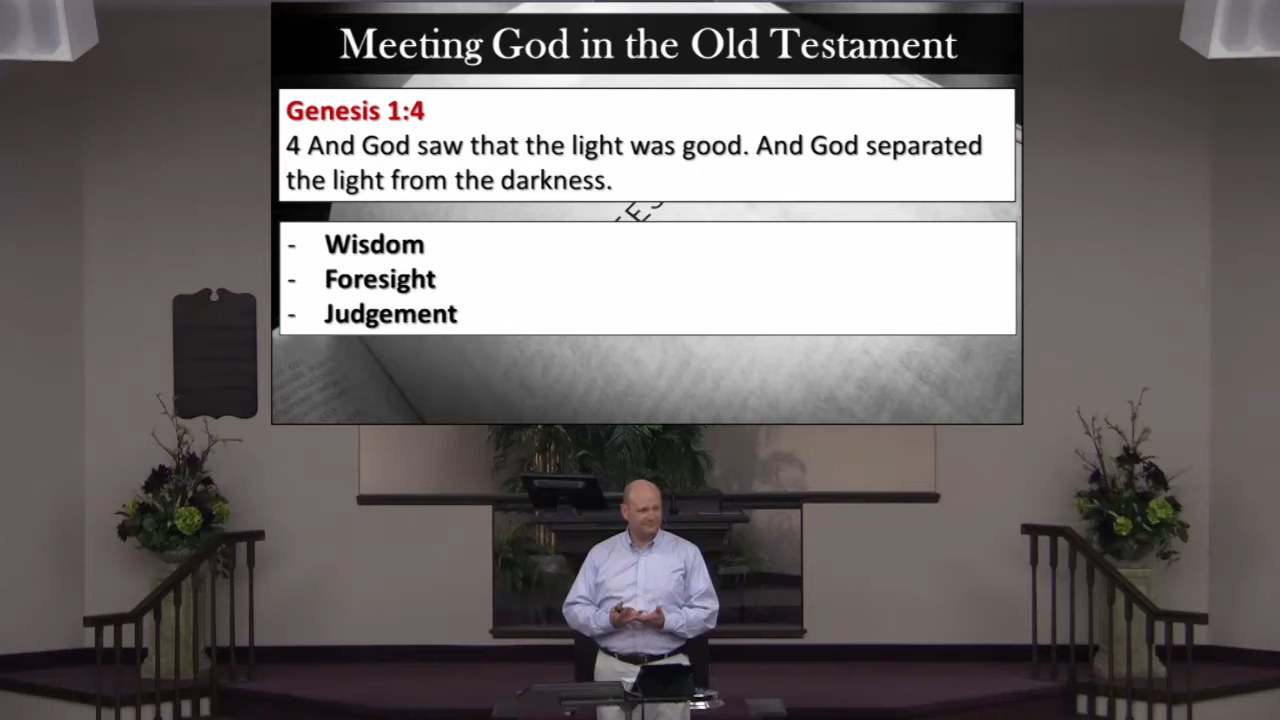 Meeting God in the Old Testament
Genesis 1:4
4 And God saw that the light was good. And God separated
the light from the darkness.
- Wisdom
- Foresight
- Judgement